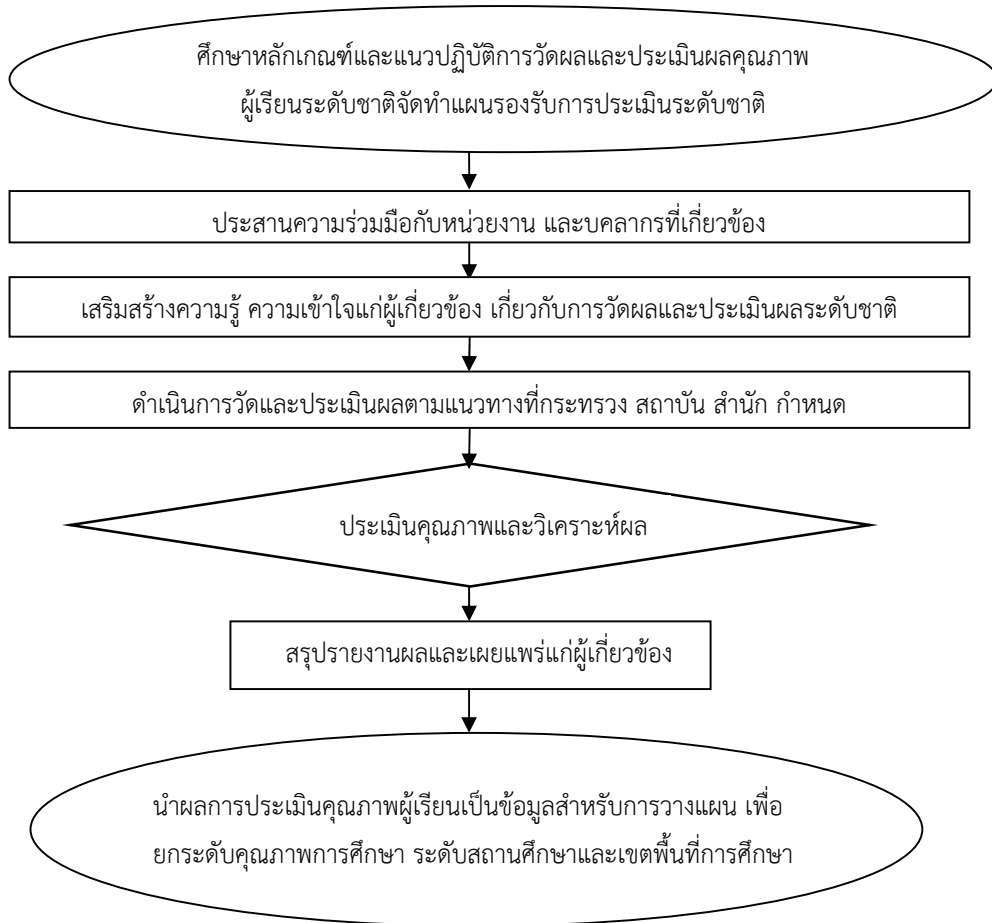 ศึกษาหลักเกณฑ์และแนวปฏิบัติการวัดผลและประเมินผลคุณภาพ
ผู้เรียนระดับชาติจัดทำแผนรองรับการประเมินระดับชาติ
ประสานความร่วมมือกับหน่วยงาน และบคลากรที่เกี่ยวข้อง
เสริมสร้างความรู้ ความเข้าใจแก่ผู้เกี่ยวข้อง เกี่ยวกับการวัดผลและประเมินผลระดับชาติ
ดำเนินการวัดและประเมินผลตามแนวทางที่กระทรวง สถาบัน สำนัก กำหนด
ประเมินคุณภาพและวิเคราะห์ผล
สรุปรายงานผลและเผยแพร่แก่ผู้เกี่ยวข้อง
นำผลการประเมินคุณภาพผู้เรียนเป็นข้อมูลสำหรับการวางแผน เพื่อ
ยกระดับคุณภาพการศึกษา ระดับสถานศึกษาและเขตพื้นที่การศึกษา